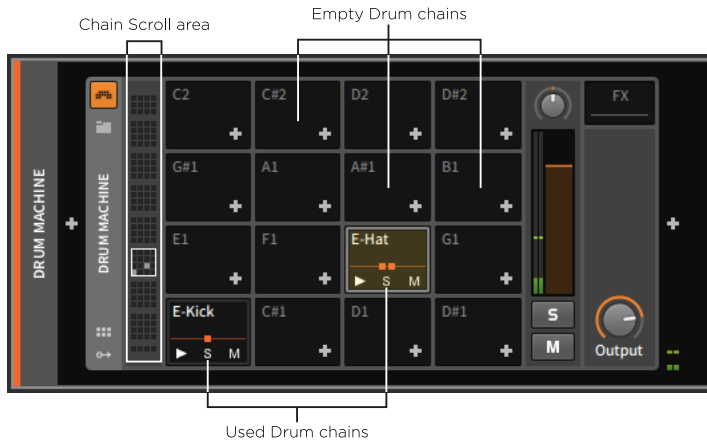 Chain Scroll area
Empty Drum chains
DRUM MACHINE
DRUM MACHINE
C2
C#2
D2
D#2
FX
G#1
A1
A#1
B1
E1
F1
E-Hat
G1
S M
E-Kick
C#1
D1
D#1
S M
S
M
Output
Used Drum chains